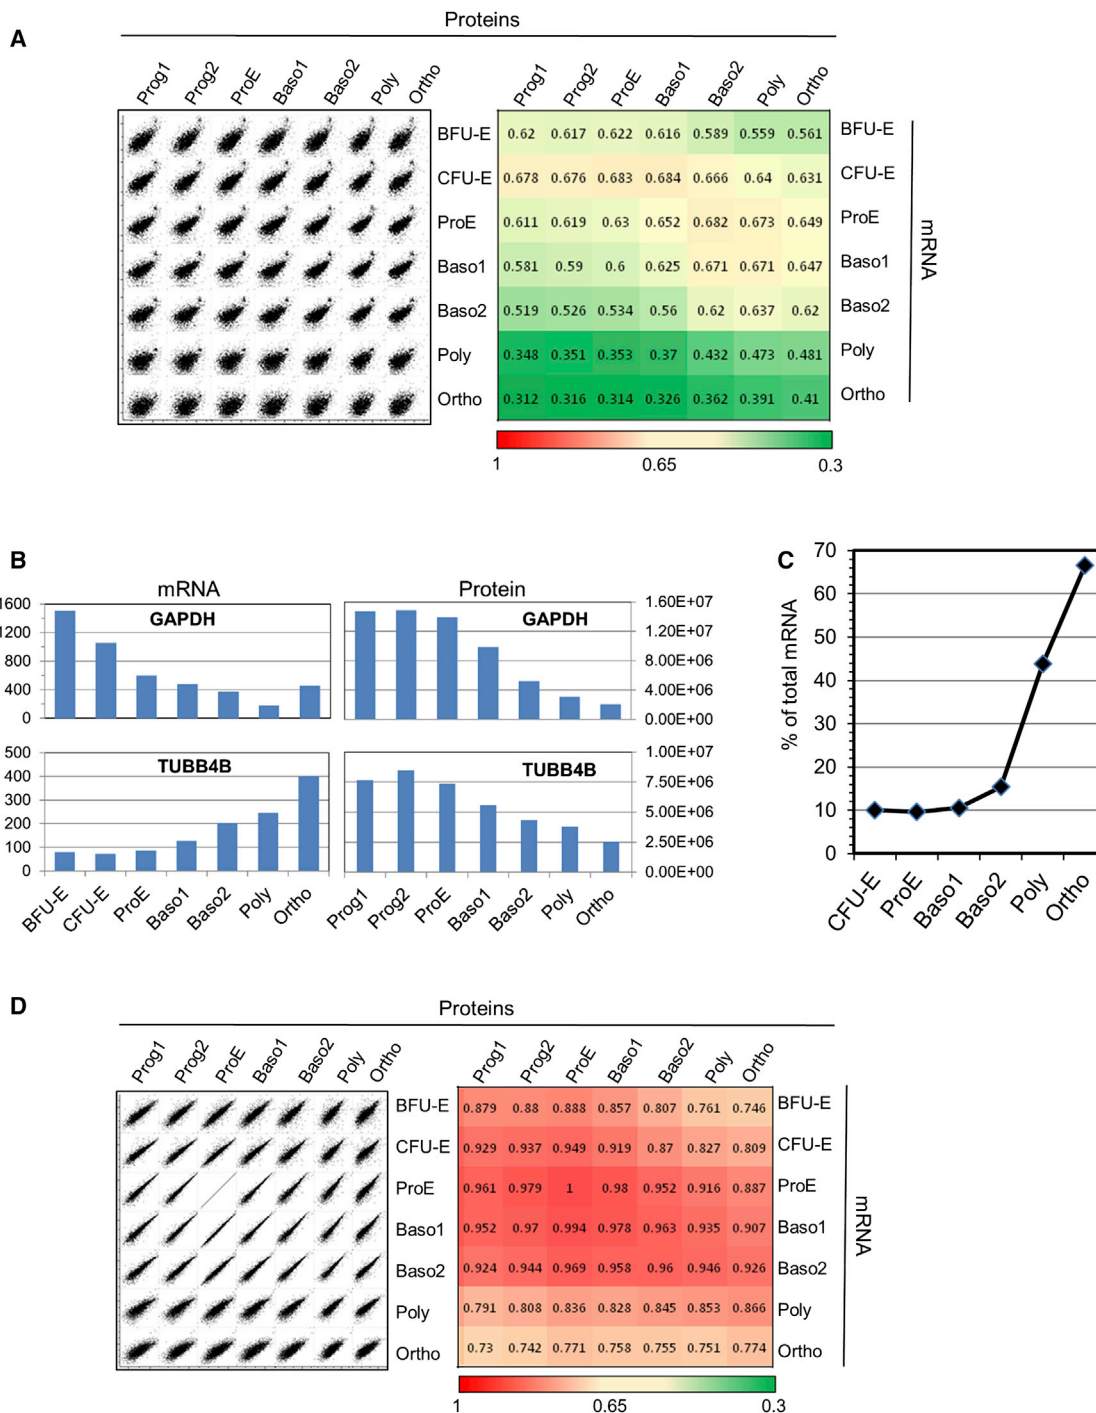 A
Proteins
Prog1 Prog2 ProE Baso1 Baso2 Poly Ortho
Prog1 Prog2 ProE Baso1 Baso2 Poly Ortho
BFU-E 0.62 0.617 0.622 0.616 0.589 0.559 0.561 BFU-E
CFU-E 0.678 0.676 0.683 0.684 0.666 0.64 0.631 CFU-E
ProE 0.611 0.619 0.63 0.652 0.682 0.673 0.649 ProE
Baso1 0.581 0.59 0.6 0.625 0.671 0.671 0.647 Baso1
Baso2 0.519 0.526 0.534 0.56 0.62 0.637 0.62 Baso2
Poly 0.348 0.351 0.353 0.37 0.432 0.473 0.481 Poly
Ortho 0.312 0.316 0.314 0.326 0.362 0.391 0.41 Ortho
mRNA
1 0.65 0.3
B
mRNA
GAPDH
1600
1200
800
400
0
Protein
GAPDH
1.60E+07
1.20E+07
8.00E+06
4.00E+06
0.00E+00
TUBB4B
500
400
300
200
100
0
BFU-E CFU-E ProE Baso1 Baso2 Poly Ortho
TUBB4B
1.00E+07
7.50E+06
5.00E+06
2.50E+06
0.00E+00
Prog1 Prog2 ProE Baso1 Baso2 Poly Ortho
C
% of total mRNA
70
60
50
40
30
20
10
0
CFU-E ProE Baso1 Baso2 Poly Ortho
D
Proteins
Prog1 Prog2 ProE Baso1 Baso2 Poly Ortho
Prog1 Prog2 ProE Baso1 Baso2 Poly Ortho
BFU-E 0.879 0.88 0.888 0.857 0.807 0.761 0.746 BFU-E
CFU-E 0.929 0.937 0.949 0.919 0.87 0.827 0.809 CFU-E
ProE 0.961 0.979 1 0.98 0.952 0.916 0.887 ProE
Baso1 0.952 0.97 0.994 0.978 0.963 0.935 0.907 Baso1
Baso2 0.924 0.944 0.969 0.958 0.96 0.946 0.926 Baso2
Poly 0.791 0.808 0.836 0.828 0.845 0.853 0.866 Poly
Ortho 0.73 0.742 0.771 0.758 0.755 0.751 0.774 Ortho
mRNA
1 0.65 0.3